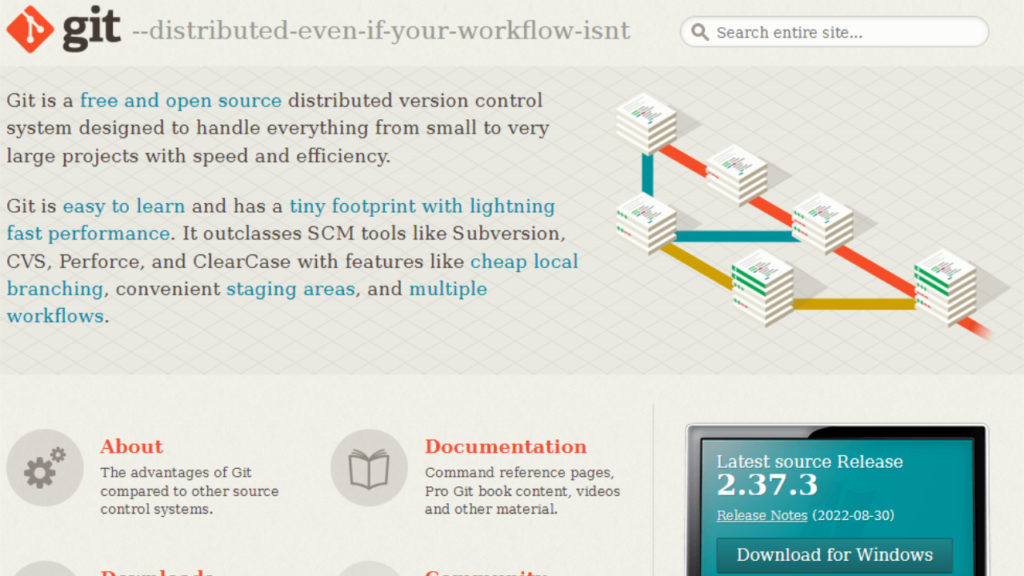 git --distributed-even-if-your-workflow-isnt
Search entire site...
Git is a free and open source distributed version control
system designed to handle everything from small to very
large projects with speed and efficiency.
Git is easy to learn and has a tiny footprint with lightning
fast performance. It outclasses SCM tools like Subversion,
CVS, Perforce, and ClearCase with features like cheap local
branching, convenient staging areas, and multiple
workflows.
About
The advantages of Git
compared to other source
control systems.
Documentation
Command reference pages,
Pro Git book content, videos
and other material.
Latest source Release
2.37.3
Release Notes (2022-08-30)
Download for Windows
Downloads
Community